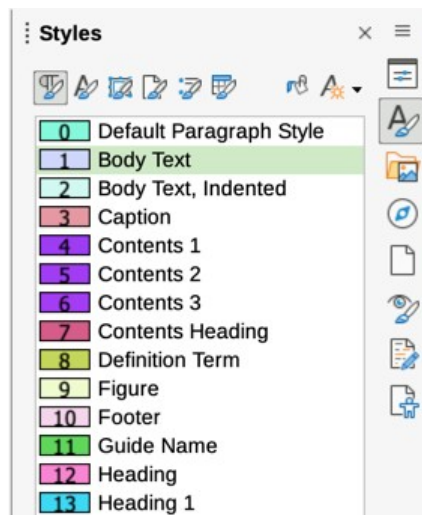 Styles
0 Default Paragraph Style
1 Body Text
2 Body Text, Indented
3 Caption
4 Contents 1
5 Contents 2
6 Contents 3
7 Contents Heading
8 Definition Term
9 Figure
10 Footer
11 Guide Name
12 Heading
13 Heading 1